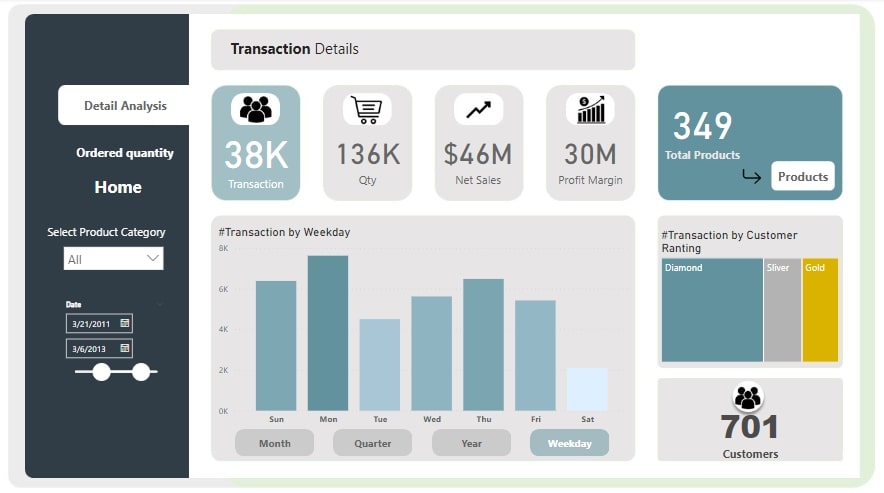 Transaction Details
Detail Analysis
Ordered quantity
Home
Select Product Category
All
Date
3/21/2011
3/6/2013
38K
Transaction
136K
Qty
$46M
Net Sales
30M
Profit Margin
349
Total Products
Products
#Transaction by Weekday
8K
6K
4K
2K
0K
Sun Mon Tue Wed Thu Fri Sat
Month Quarter Year Weekday
#Transaction by Customer
Ranting
Diamond Sliver Gold
701
Customers